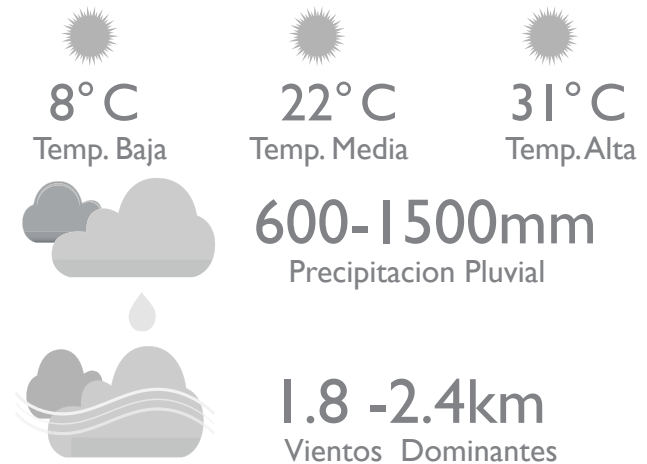 8° C 22° C 31° C
Temp. Baja Temp. Media Temp. Alta
600-1500mm
Precipitacion Pluvial
1.8 -2.4km
Vientos Dominantes